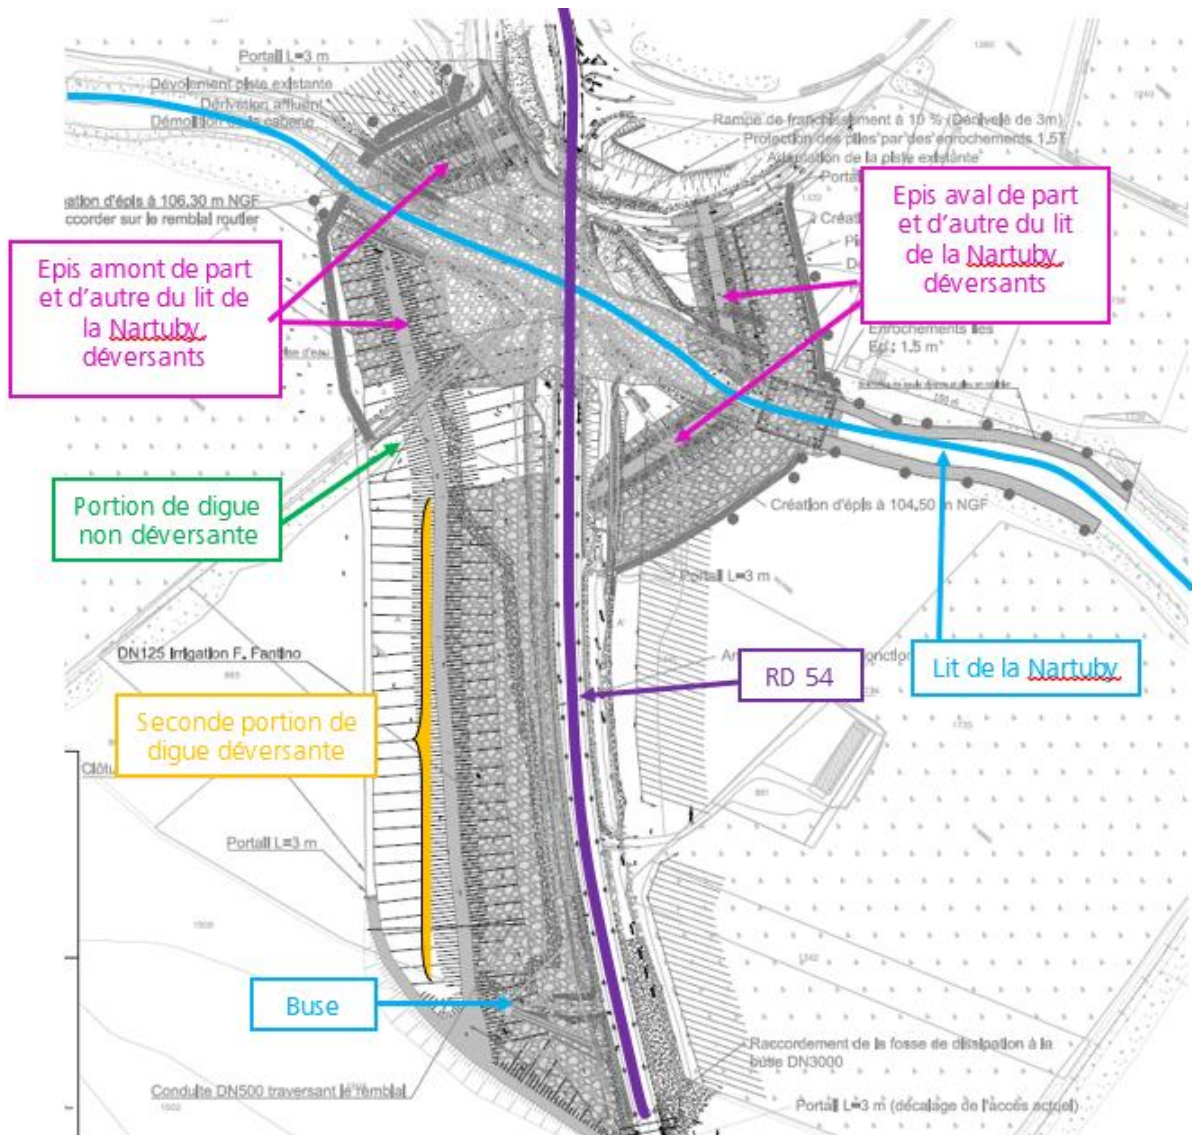 Portail L=3 m
Dévoiement piste existante
Dérivation affluent
Démolition de la cabane
Rampe de franchissement à 10 % (Dénivelé de 3m)
Protection des piles par des enrochements 1,5T
Adaptation de la piste existante
Porta
ation d'épis à 106,30 m NGF
ccorder sur le remblai routier
Epis amont de part
et d'autre du lit de
la Nartuby
déversants
Epis aval de part
et d'autre du lit
de la Nartuby
déversants
Créati
Enrochements liés
Ep : 1,5 m
Portion de digue
non déversante
Création d'épis à 104,50 m NGF
Portail L=3 m
DN125 Irrigation F. Fantino
RD 54
Lit de la Nartuby
Seconde portion de
digue déversante
Clôtu
Portail L=3 m
Buse
Raccordement de la fosse de dissipation à la
buse DN3000
Conduite DN500 traversant le remblai
Portail L=3 m (décalage de l'accès actuel)